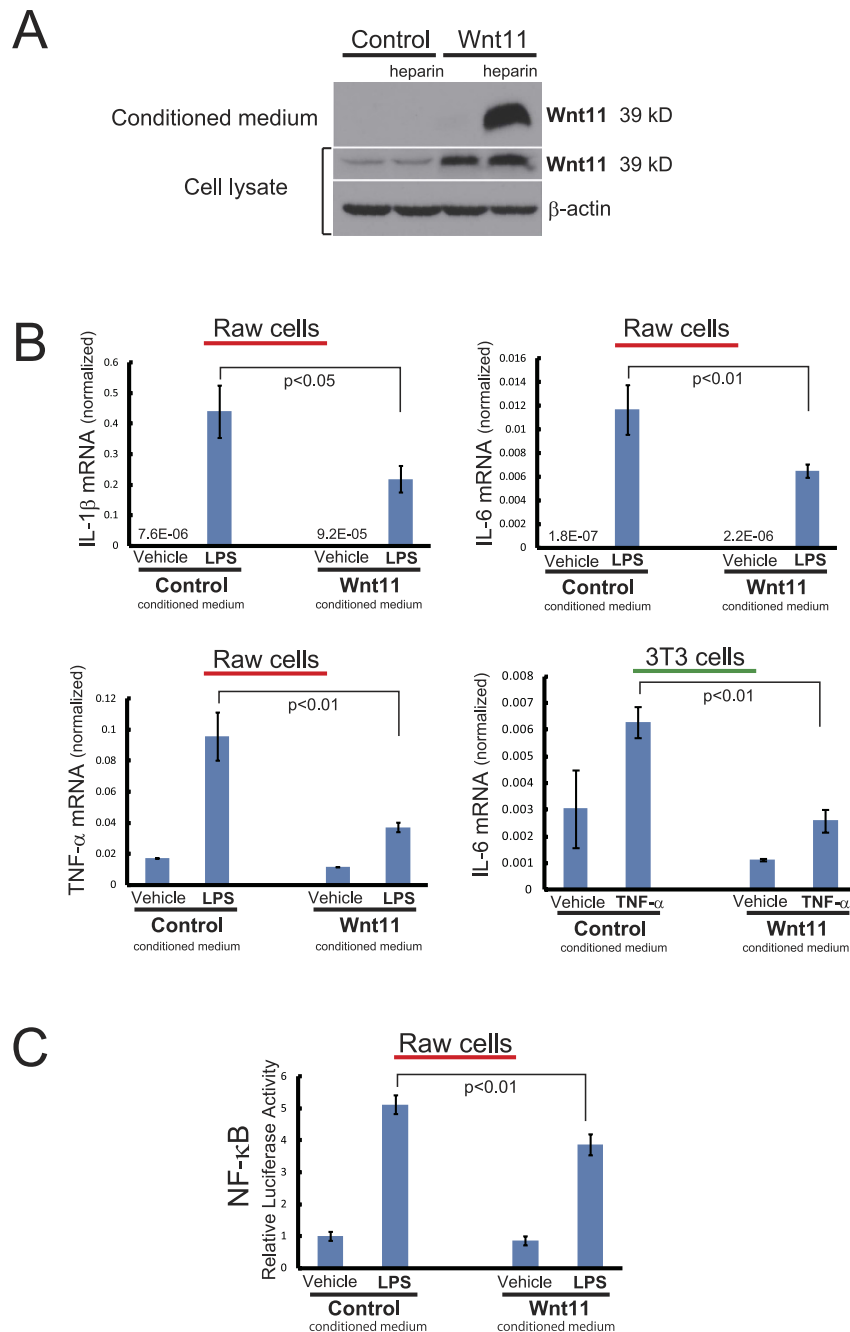 A
Control Wnt11
heparin heparin
Conditioned medium Wnt11 39 kD
Cell lysate Wnt11 39 kD
β-actin
B
Raw cells
IL-1β mRNA (normalized)
0.6
0.5
0.4
0.3
0.2
0.1
0
p<0.05
7.6E-06 9.2E-05
Vehicle LPS Vehicle LPS
Control Wnt11
conditioned medium conditioned medium
Raw cells
IL-6 mRNA (normalized)
0.016
0.014
0.012
0.01
0.008
0.006
0.004
0.002
0
p<0.01
1.8E-07 2.2E-06
Vehicle LPS Vehicle LPS
Control Wnt11
conditioned medium conditioned medium
Raw cells
TNF-α mRNA (normalized)
0.12
0.1
0.08
0.06
0.04
0.02
0
p<0.01
Vehicle LPS Vehicle LPS
Control Wnt11
conditioned medium conditioned medium
3T3 cells
IL-6 mRNA (normalized)
0.008
0.007
0.006
0.005
0.004
0.003
0.002
0.001
0
p<0.01
Vehicle TNF-α Vehicle TNF-α
Control Wnt11
conditioned medium conditioned medium
C
Raw cells
NF-κB
Relative Luciferase Activity
6
5
4
3
2
1
0
p<0.01
Vehicle LPS Vehicle LPS
Control Wnt11
conditioned medium conditioned medium